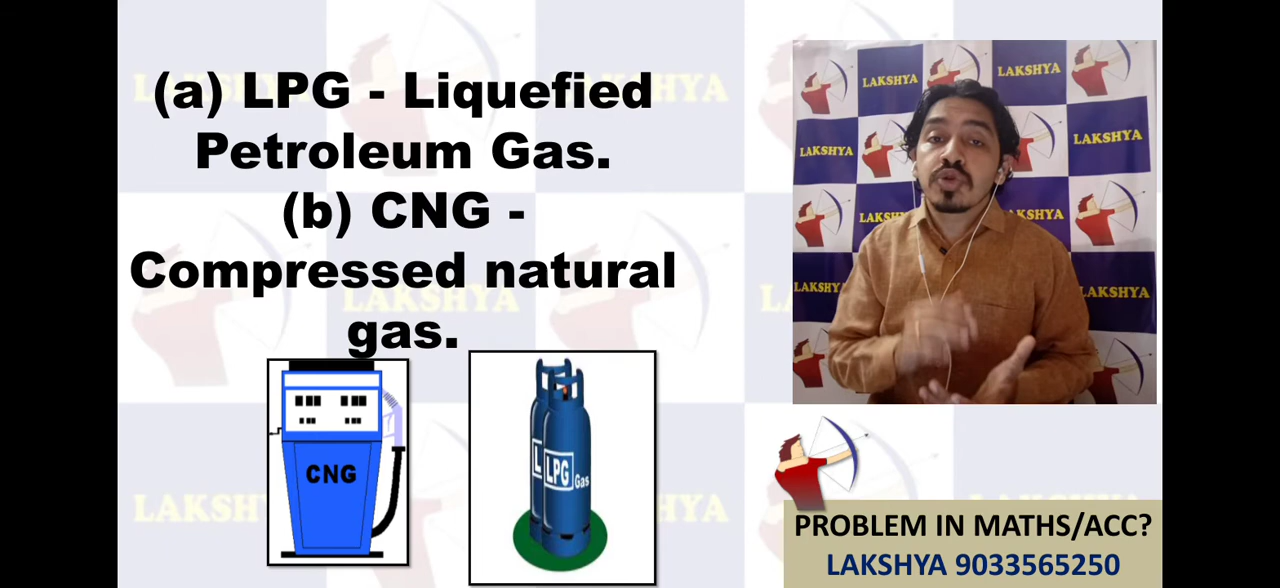 (a) LPG - Liquefied
Petroleum Gas.
(b) CNG -
Compressed natural
gas.
CNG
L LPG Gas
LAKSHYA
LAKSHYA
LAKSHYA
LAKSHYA
LAKSHYA
LAKSHYA
PROBLEM IN MATHS/ACC?
LAKSHYA 9033565250